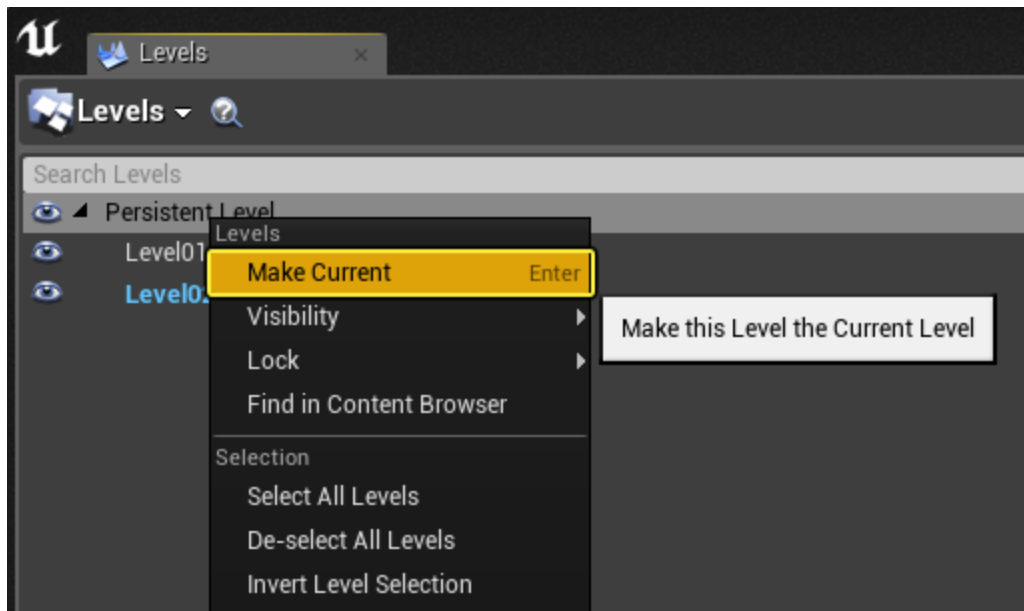 Levels
Levels
Search Levels
Persistent Level
Level01
Level02
Levels
Make Current Enter
Visibility
Make this Level the Current Level
Lock
Find in Content Browser
Selection
Select All Levels
De-select All Levels
Invert Level Selection